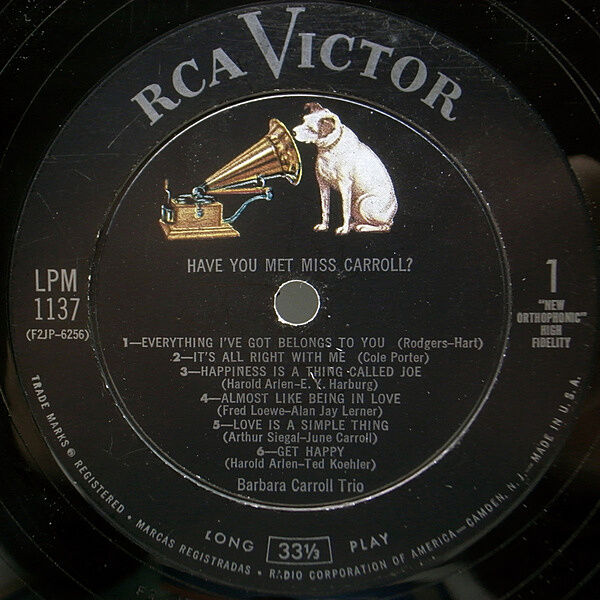 RCA VICTOR
HAVE YOU MET MISS CARROLL?
LPM
1137
(F2JP-6256)
1
"NEW
ORTHOPHONIC"
HIGH
FIDELITY
1—EVERYTHING I'VE GOT BELONGS TO YOU (Rodgers-Hart)
2—IT'S ALL RIGHT WITH ME (Cole Porter)
3—HAPPINESS IS A THING CALLED JOE
(Harold Arlen-E. Y. Harburg)
4—ALMOST LIKE BEING IN LOVE
(Fred Loewe-Alan Jay Lerner)
5—LOVE IS A SIMPLE THING
(Arthur Siegal-June Carroll)
6—GET HAPPY
(Harold Arlen-Ted Koehler)
Barbara Carroll Trio
LONG 33⅓ PLAY
TRADE MARKS ® REGISTERED • MARCAS REGISTRADAS • RADIO CORPORATION OF AMERICA—CAMDEN, N. J.—MADE IN U.S.A.